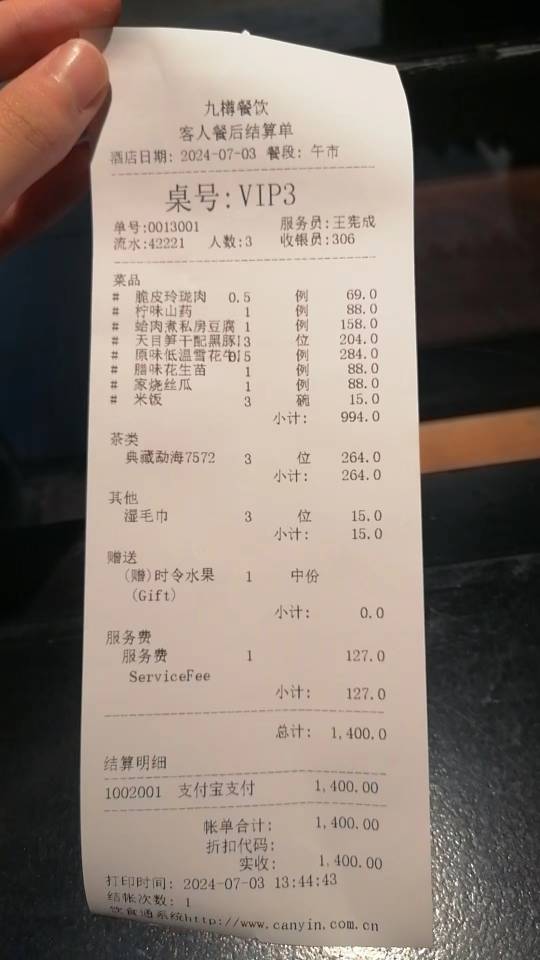 九樽餐饮
客人餐后结算单
酒店日期: 2024-07-03 餐段: 午市
桌号:VIP3
单号:0013001 服务员:王宪成
流水:42221 人数:3 收银员:306
菜品
# 脆皮玲珑肉 0.5 例 69.0
# 柠味山药 1 例 88.0
# 蛤肉煮私房豆腐 1 例 158.0
# 天目笋干配黑豚 3 位 204.0
# 原味低温雪花牛 0.5 例 284.0
# 腊味花生苗 1 例 88.0
# 家烧丝瓜 1 例 88.0
# 米饭 3 碗 15.0
小计: 994.0
茶类
典藏勐海7572 3 位 264.0
小计: 264.0
其他
湿毛巾 3 位 15.0
小计: 15.0
赠送
(赠)时令水果 1 中份
(Gift)
小计: 0.0
服务费
服务费 1 127.0
ServiceFee
小计: 127.0
总计: 1,400.0
结算明细
1002001 支付宝支付 1,400.00
帐单合计: 1,400.00
折扣代码:
实收: 1,400.00
打印时间: 2024-07-03 13:44:43
结帐次数: 1
饮食通系统http://www.canyin.com.cn